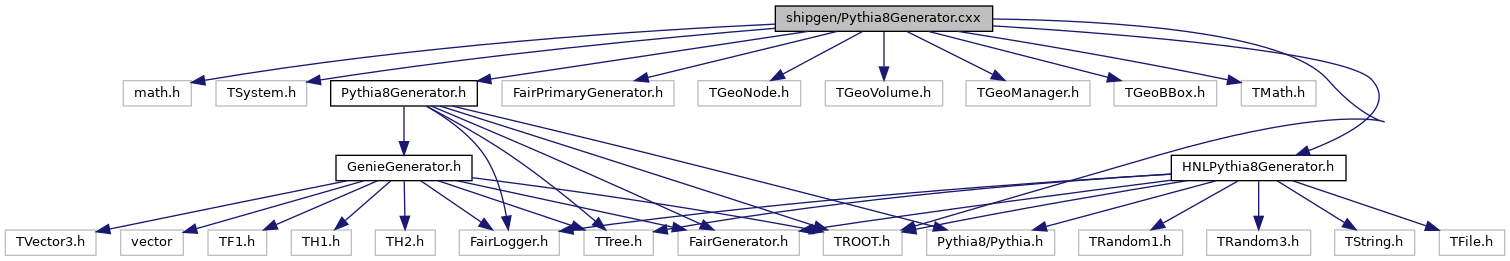 shipgen/Pythia8Generator.cxx
math.h
TSystem.h
Pythia8Generator.h
FairPrimaryGenerator.h
TGeoNode.h
TGeoVolume.h
TGeoManager.h
TGeoBBox.h
TMath.h
GenieGenerator.h
HNLPythia8Generator.h
TVector3.h
vector
TF1.h
TH1.h
TH2.h
FairLogger.h
TTree.h
FairGenerator.h
TROOT.h
Pythia8/Pythia.h
TRandom1.h
TRandom3.h
TString.h
TFile.h